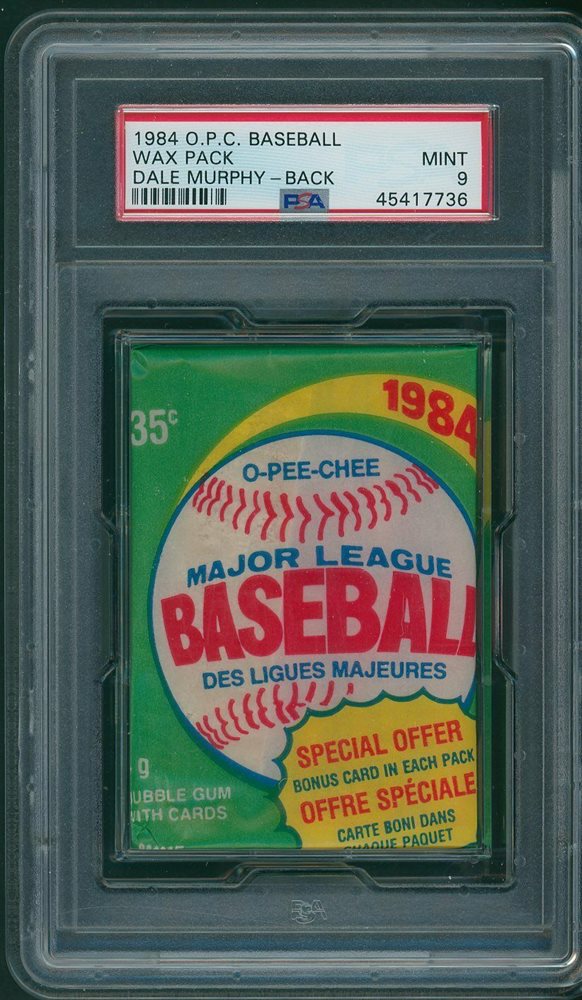 1984 O.P.C. BASEBALL
WAX PACK MINT
DALE MURPHY – BACK 9
PSA 45417736
1984
35¢
O-PEE-CHEE
MAJOR LEAGUE
BASEBALL
DES LIGUES MAJEURES
SPECIAL OFFER
BONUS CARD IN EACH PACK
OFFRE SPÉCIALE
CARTE BONI DANS
CHAQUE PAQUET
g
UBBLE GUM
WITH CARDS
PSA